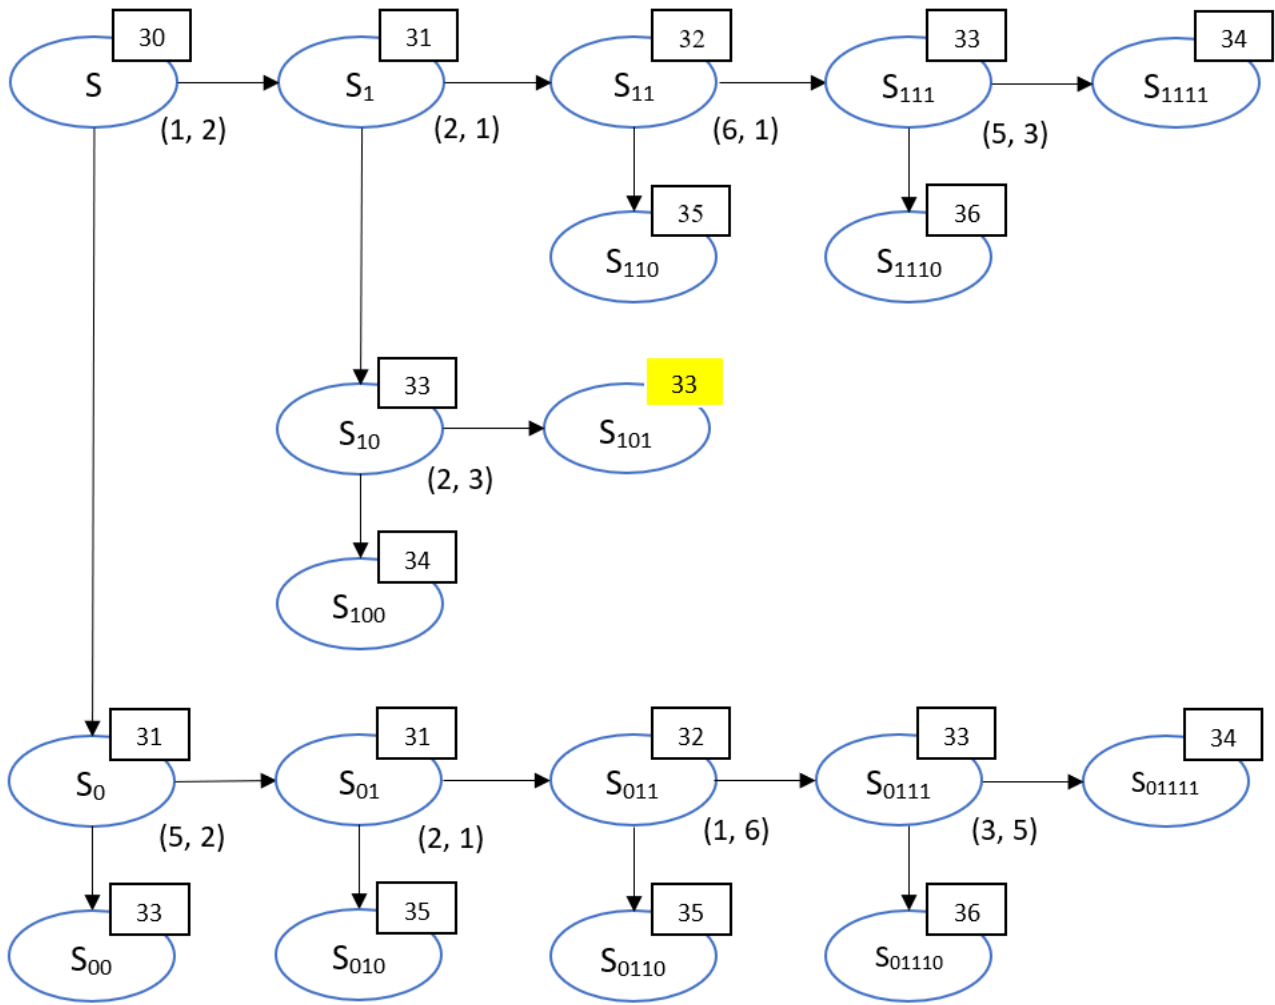 30 31 32 33 34
S S₁ S₁₁ S₁₁₁ S₁₁₁₁
(1, 2) (2, 1) (6, 1) (5, 3)
35 36
S₁₁₀ S₁₁₁₀
33 33
S₁₀ S₁₀₁
(2, 3)
34
S₁₀₀
31 31 32 33 34
S₀ S₀₁ S₀₁₁ S₀₁₁₁ S₀₁₁₁₁
(5, 2) (2, 1) (1, 6) (3, 5)
33 35 35 36
S₀₀ S₀₁₀ S₀₁₁₀ S₀₁₁₁₀